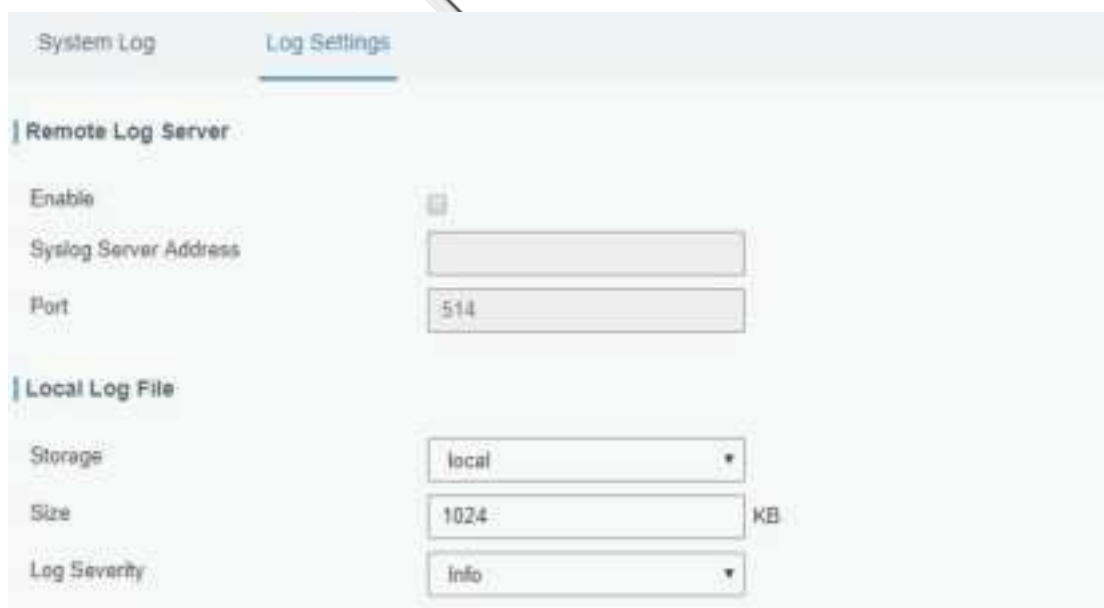 System Log Log Settings
Remote Log Server
Enable
Syslog Server Address
Port 514
Local Log File
Storage local
Size 1024 KB
Log Severity Info